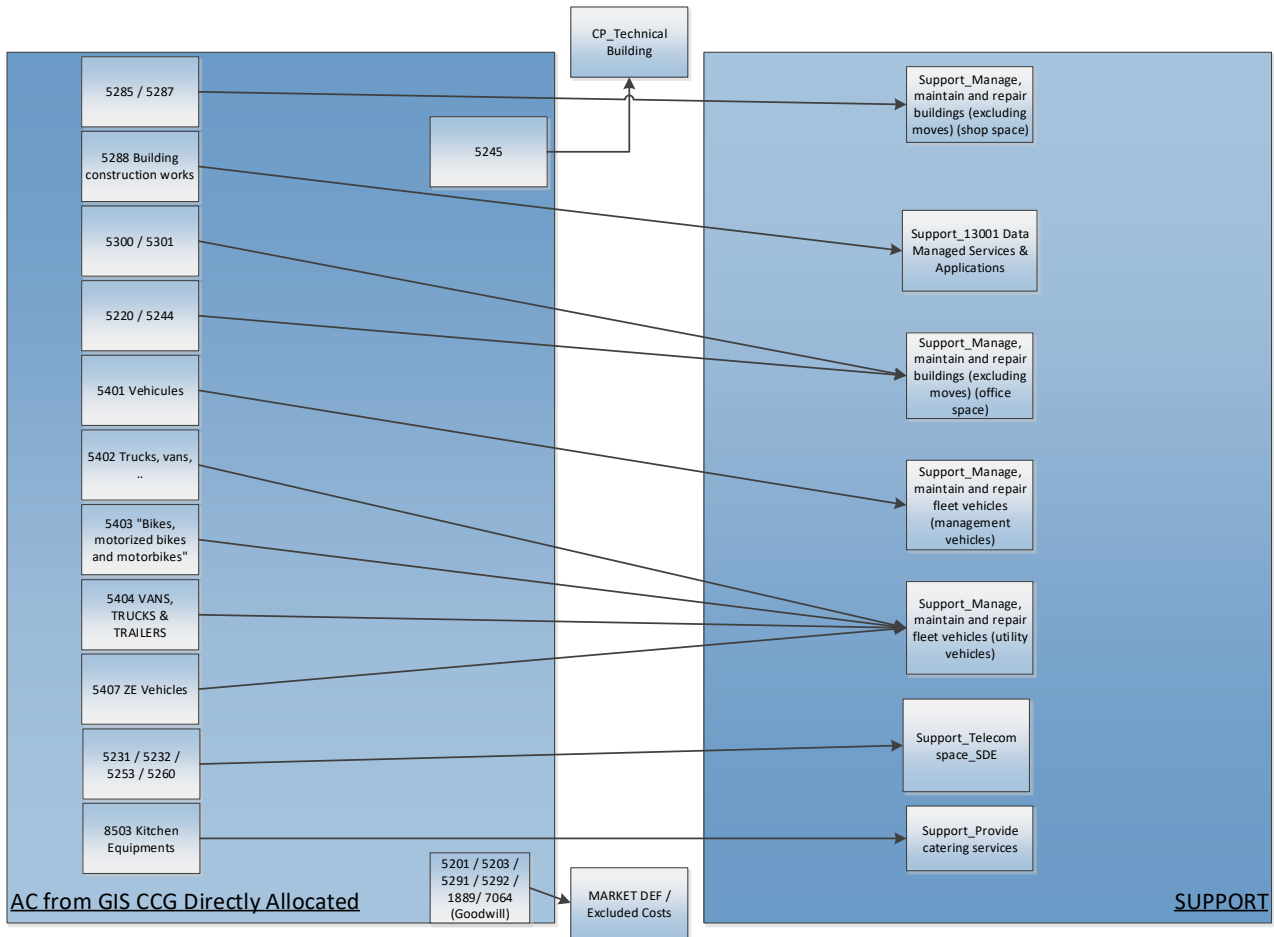 CP_Technical
Building
5285 / 5287
5288 Building
construction works
5300 / 5301
5220 / 5244
5401 Vehicules
5402 Trucks, vans,
..
5403 "Bikes,
motorized bikes
and motorbikes"
5404 VANS,
TRUCKS &
TRAILERS
5407 ZE Vehicles
5231 / 5232 /
5253 / 5260
8503 Kitchen
Equipments
5245
5201 / 5203 /
5291 / 5292 /
1889/ 7064
(Goodwill)
AC from GIS CCG Directly Allocated
MARKET DEF /
Excluded Costs
Support_Manage,
maintain and repair
buildings (excluding
moves) (shop space)
Support_13001 Data
Managed Services &
Applications
Support_Manage,
maintain and repair
buildings (excluding
moves) (office
space)
Support_Manage,
maintain and repair
fleet vehicles
(management
vehicles)
Support_Manage,
maintain and repair
fleet vehicles (utility
vehicles)
Support_Telecom
space_SDE
Support_Provide
catering services
SUPPORT